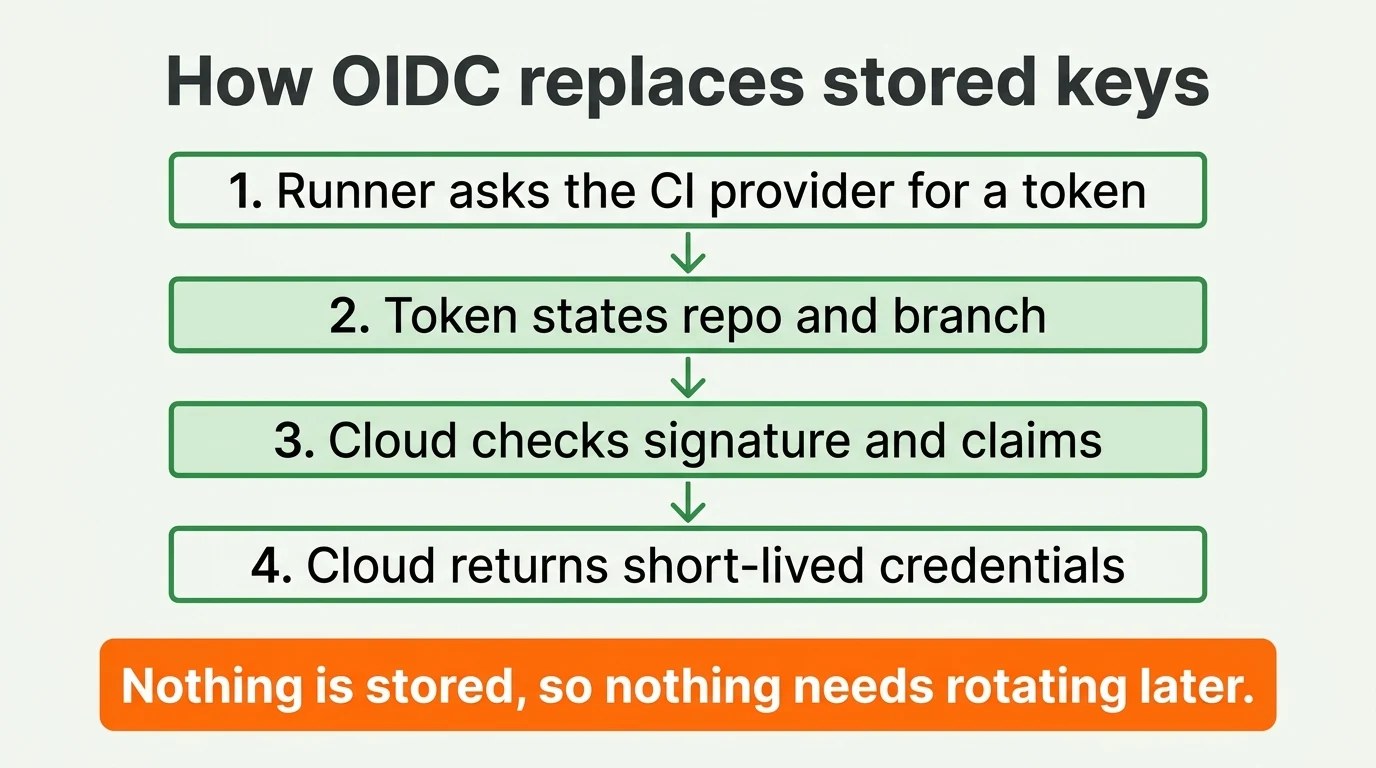 How OIDC replaces stored keys
1. Runner asks the CI provider for a token
2. Token states repo and branch
3. Cloud checks signature and claims
4. Cloud returns short-lived credentials
Nothing is stored, so nothing needs rotating later.